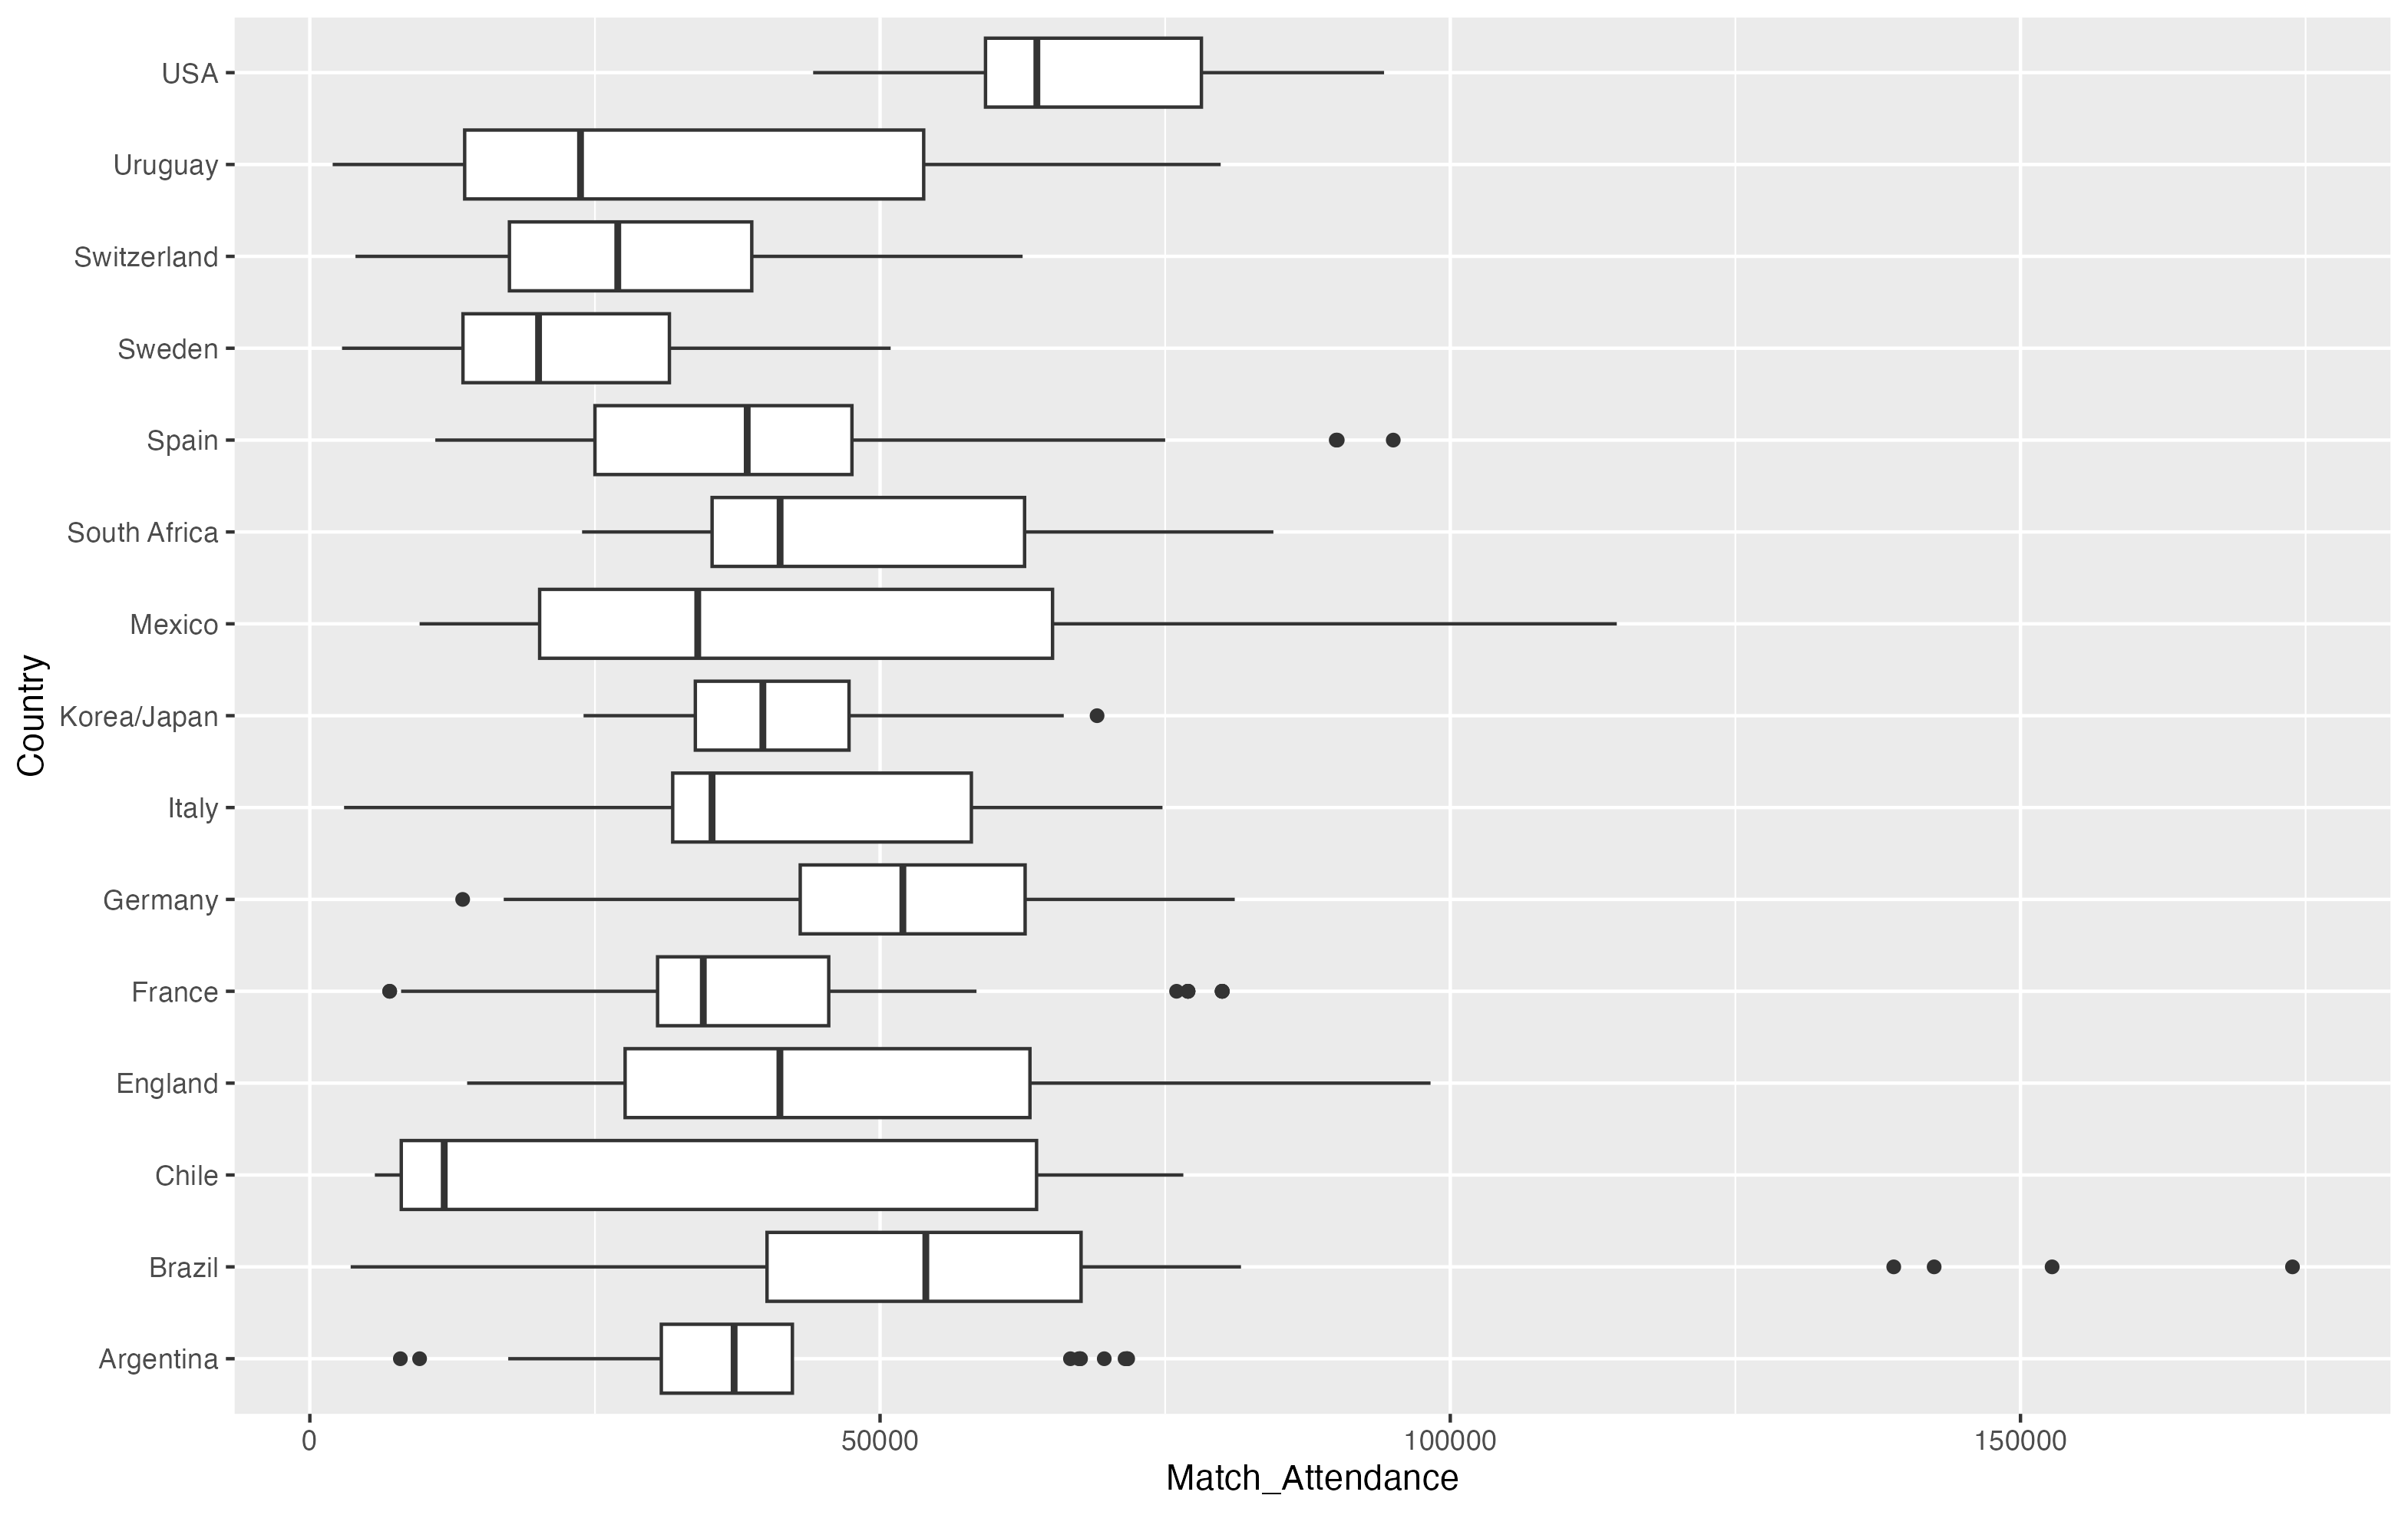 USA
Uruguay
Switzerland
Sweden
Spain
South Africa
Mexico
Korea/Japan
Italy
Germany
France
England
Chile
Brazil
Argentina
Country
0 50000 100000 150000
Match_Attendance